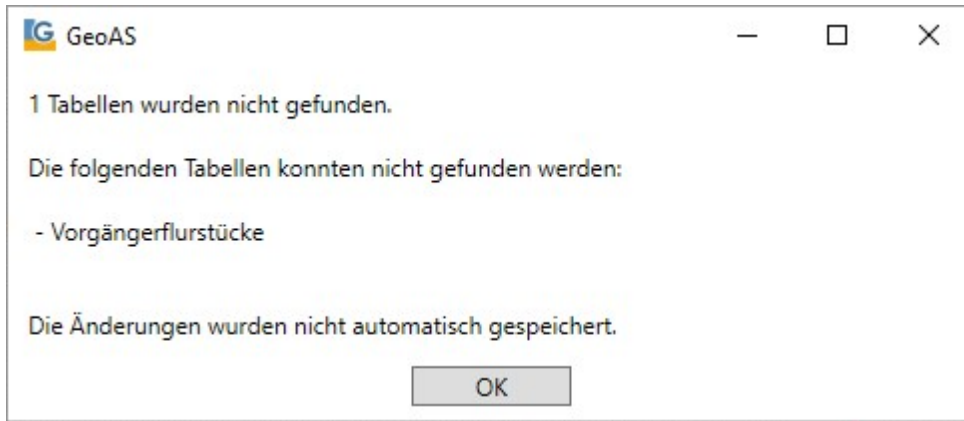 G GeoAS
1 Tabellen wurden nicht gefunden.
Die folgenden Tabellen konnten nicht gefunden werden:
- Vorgängerflurstücke
Die Änderungen wurden nicht automatisch gespeichert.
OK